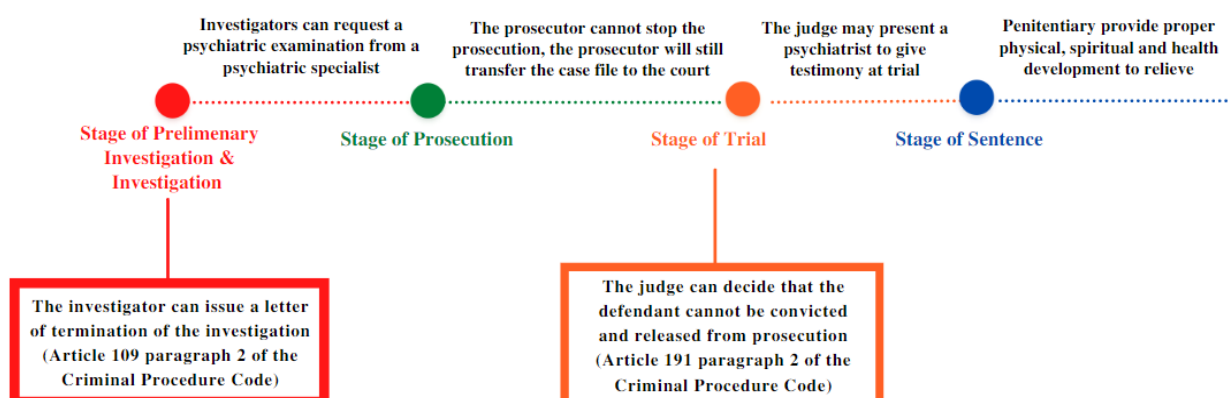 Investigators can request a
psychiatric examination from a
psychiatric specialist
The prosecutor cannot stop the
prosecution, the prosecutor will still
transfer the case file to the court
The judge may present a
psychiatrist to give
testimony at trial
Penitentiary provide proper
physical, spiritual and health
development to relieve
Stage of Prelimenary
Investigation &
Investigation
Stage of Prosecution
Stage of Trial
Stage of Sentence
The investigator can issue a letter
of termination of the investigation
(Article 109 paragraph 2 of the
Criminal Procedure Code)
The judge can decide that the
defendant cannot be convicted
and released from prosecution
(Article 191 paragraph 2 of the
Criminal Procedure Code)